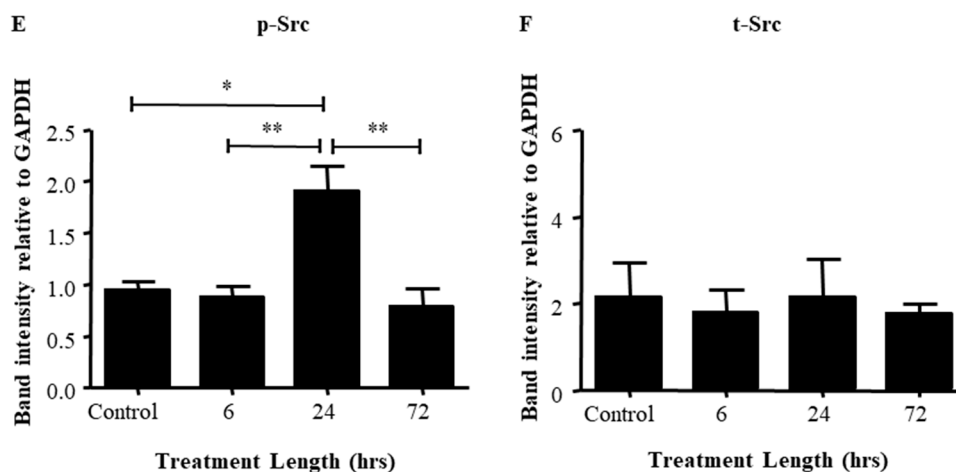 E
p-Src
*
**
**
Band intensity relative to GAPDH
2.5
2.0
1.5
1.0
0.5
0.0
Control 6 24 72
Treatment Length (hrs)
F
t-Src
Band intensity relative to GAPDH
6
4
2
0
Control 6 24 72
Treatment Length (hrs)